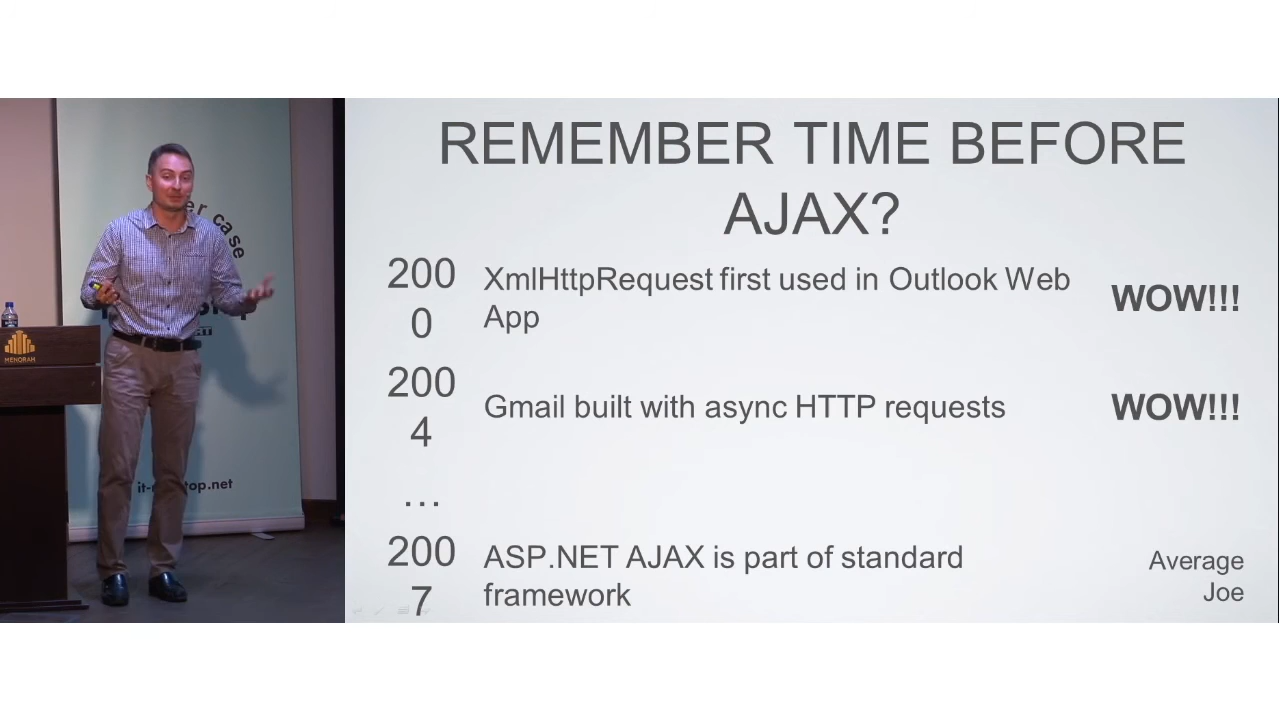 REMEMBER TIME BEFORE
AJAX?
200
0
XmlHttpRequest first used in Outlook Web
App
WOW!!!
200
4
Gmail built with async HTTP requests
WOW!!!
...
200
7
ASP.NET AJAX is part of standard
framework
Average
Joe
case
MENORAH
top.net